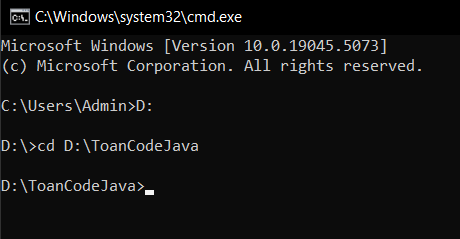 C:\Windows\system32\cmd.exe
Microsoft Windows [Version 10.0.19045.5073]
(c) Microsoft Corporation. All rights reserved.
C:\Users\Admin>D:
D:\>cd D:\ToanCodeJava
D:\ToanCodeJava>